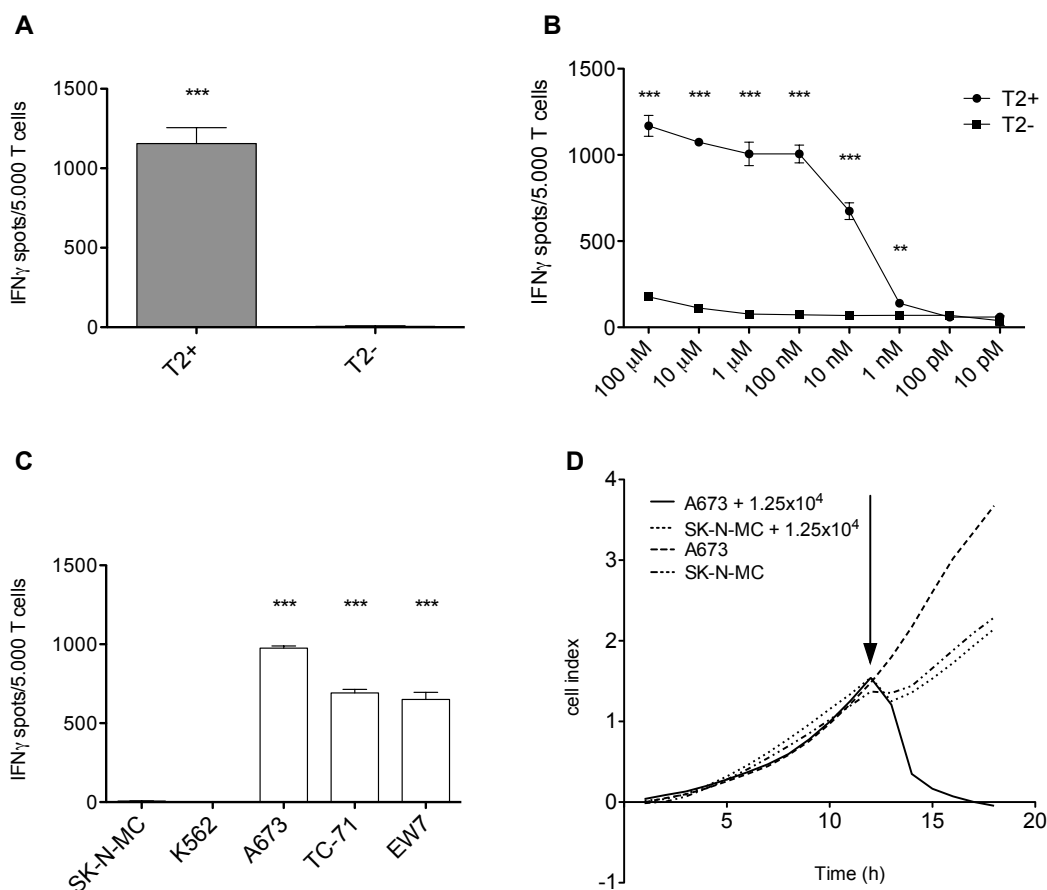 A
IFNγ spots/5.000 T cells
1500
1000
500
0
***
T2+
T2-
B
IFNγ spots/5.000 T cells
1500
1000
500
0
*** *** *** *** *** **
T2+
T2-
100 μM
10 μM
1 μM
100 nM
10 nM
1 nM
100 pM
10 pM
C
IFNγ spots/5.000 T cells
1500
1000
500
0
*** *** ***
SK-N-MC
K562
A673
TC-71
EW7
D
cell index
4
3
2
1
0
-1
A673 + 1.25x10⁴
SK-N-MC + 1.25x10⁴
A673
SK-N-MC
5 10 15 20
Time (h)